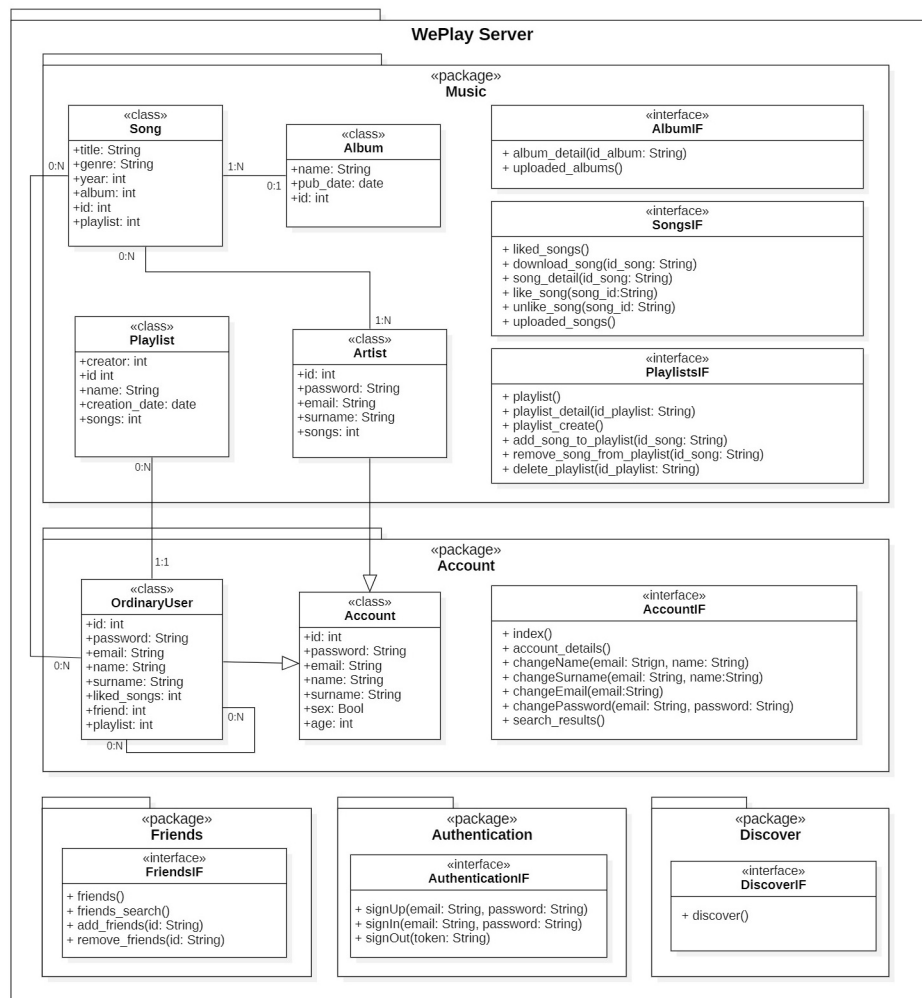 WePlay Server
«package»
Music
«class»
Song
+title: String
+genre: String
+year: int
+album: int
+id: int
+playlist: int
0:N
1:N
0:1
0:N
«class»
Album
+name: String
+pub_date: date
+id: int
«interface»
AlbumIF
+ album_detail(id_album: String)
+ uploaded_albums()
«interface»
SongsIF
+ liked_songs()
+ download_song(id_song: String)
+ song_detail(id_song: String)
+ like_song(song_id:String)
+ unlike_song(song_id: String)
+ uploaded_songs()
«class»
Playlist
+creator: int
+id int
+name: String
+creation_date: date
+songs: int
0:N
1:N
«class»
Artist
+id: int
+password: String
+email: String
+surname: String
+songs: int
«interface»
PlaylistsIF
+ playlist()
+ playlist_detail(id_playlist: String)
+ playlist_create()
+ add_song_to_playlist(id_song: String)
+ remove_song_from_playlist(id_song: String)
+ delete_playlist(id_playlist: String)
«package»
Account
1:1
«class»
OrdinaryUser
+id: int
+password: String
+email: String
+name: String
+surname: String
+liked_songs: int
+friend: int
+playlist: int
0:N
0:N
0:N
«class»
Account
+id: int
+password: String
+email: String
+name: String
+surname: String
+sex: Bool
+age: int
«interface»
AccountIF
+ index()
+ account_details()
+ changeName(email: Strign, name: String)
+ changeSurname(email: String, name:String)
+ changeEmail(email:String)
+ changePassword(email: String, password: String)
+ search_results()
«package»
Friends
«interface»
FriendsIF
+ friends()
+ friends_search()
+ add_friends(id: String)
+ remove_friends(id: String)
«package»
Authentication
«interface»
AuthenticationIF
+ signUp(email: String, password: String)
+ signIn(email: String, password: String)
+ signOut(token: String)
«package»
Discover
«interface»
DiscoverIF
+ discover()